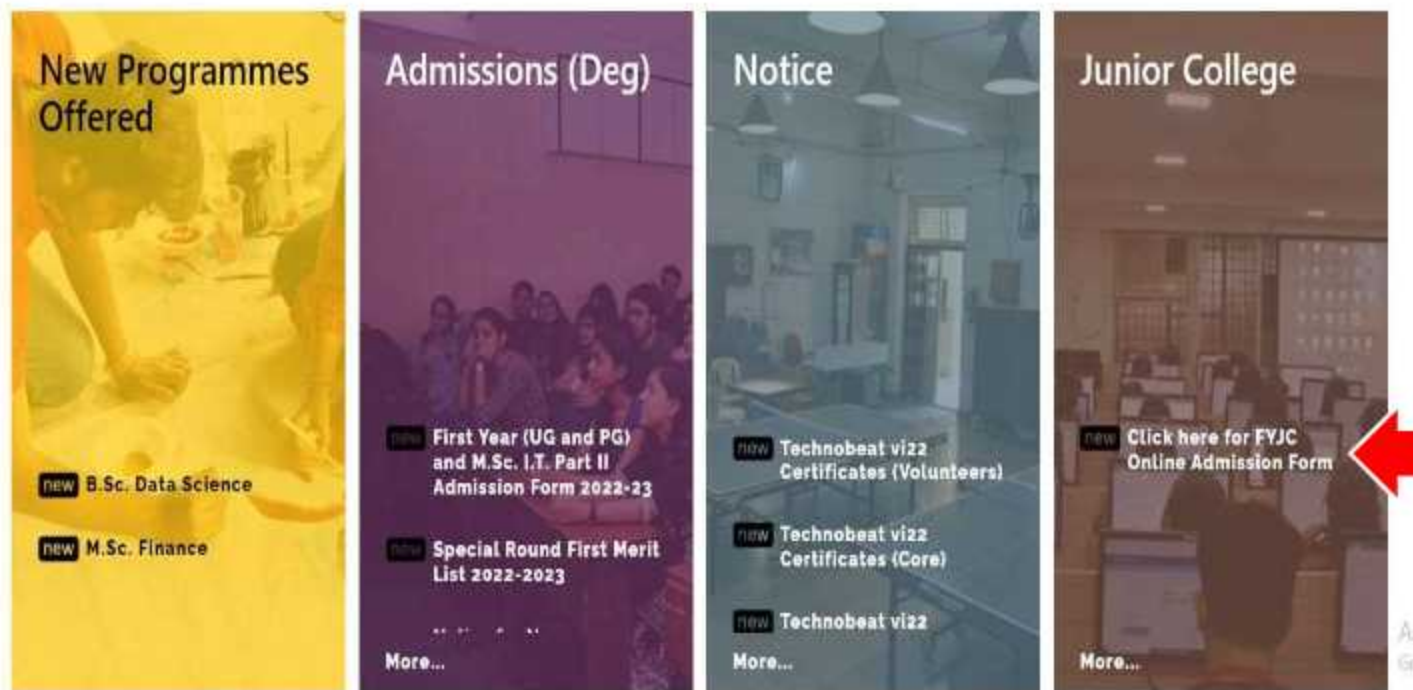 New Programmes
Offered
new B.Sc. Data Science
new M.Sc. Finance
Admissions (Deg)
new First Year (UG and PG)
and M.Sc. I.T. Part II
Admission Form 2022-23
new Special Round First Merit
List 2022-2023
More...
Notice
new Technobeat vi22
Certificates (Volunteers)
new Technobeat vi22
Certificates (Core)
new Technobeat vi22
More...
Junior College
new Click here for FYJC
Online Admission Form
More...